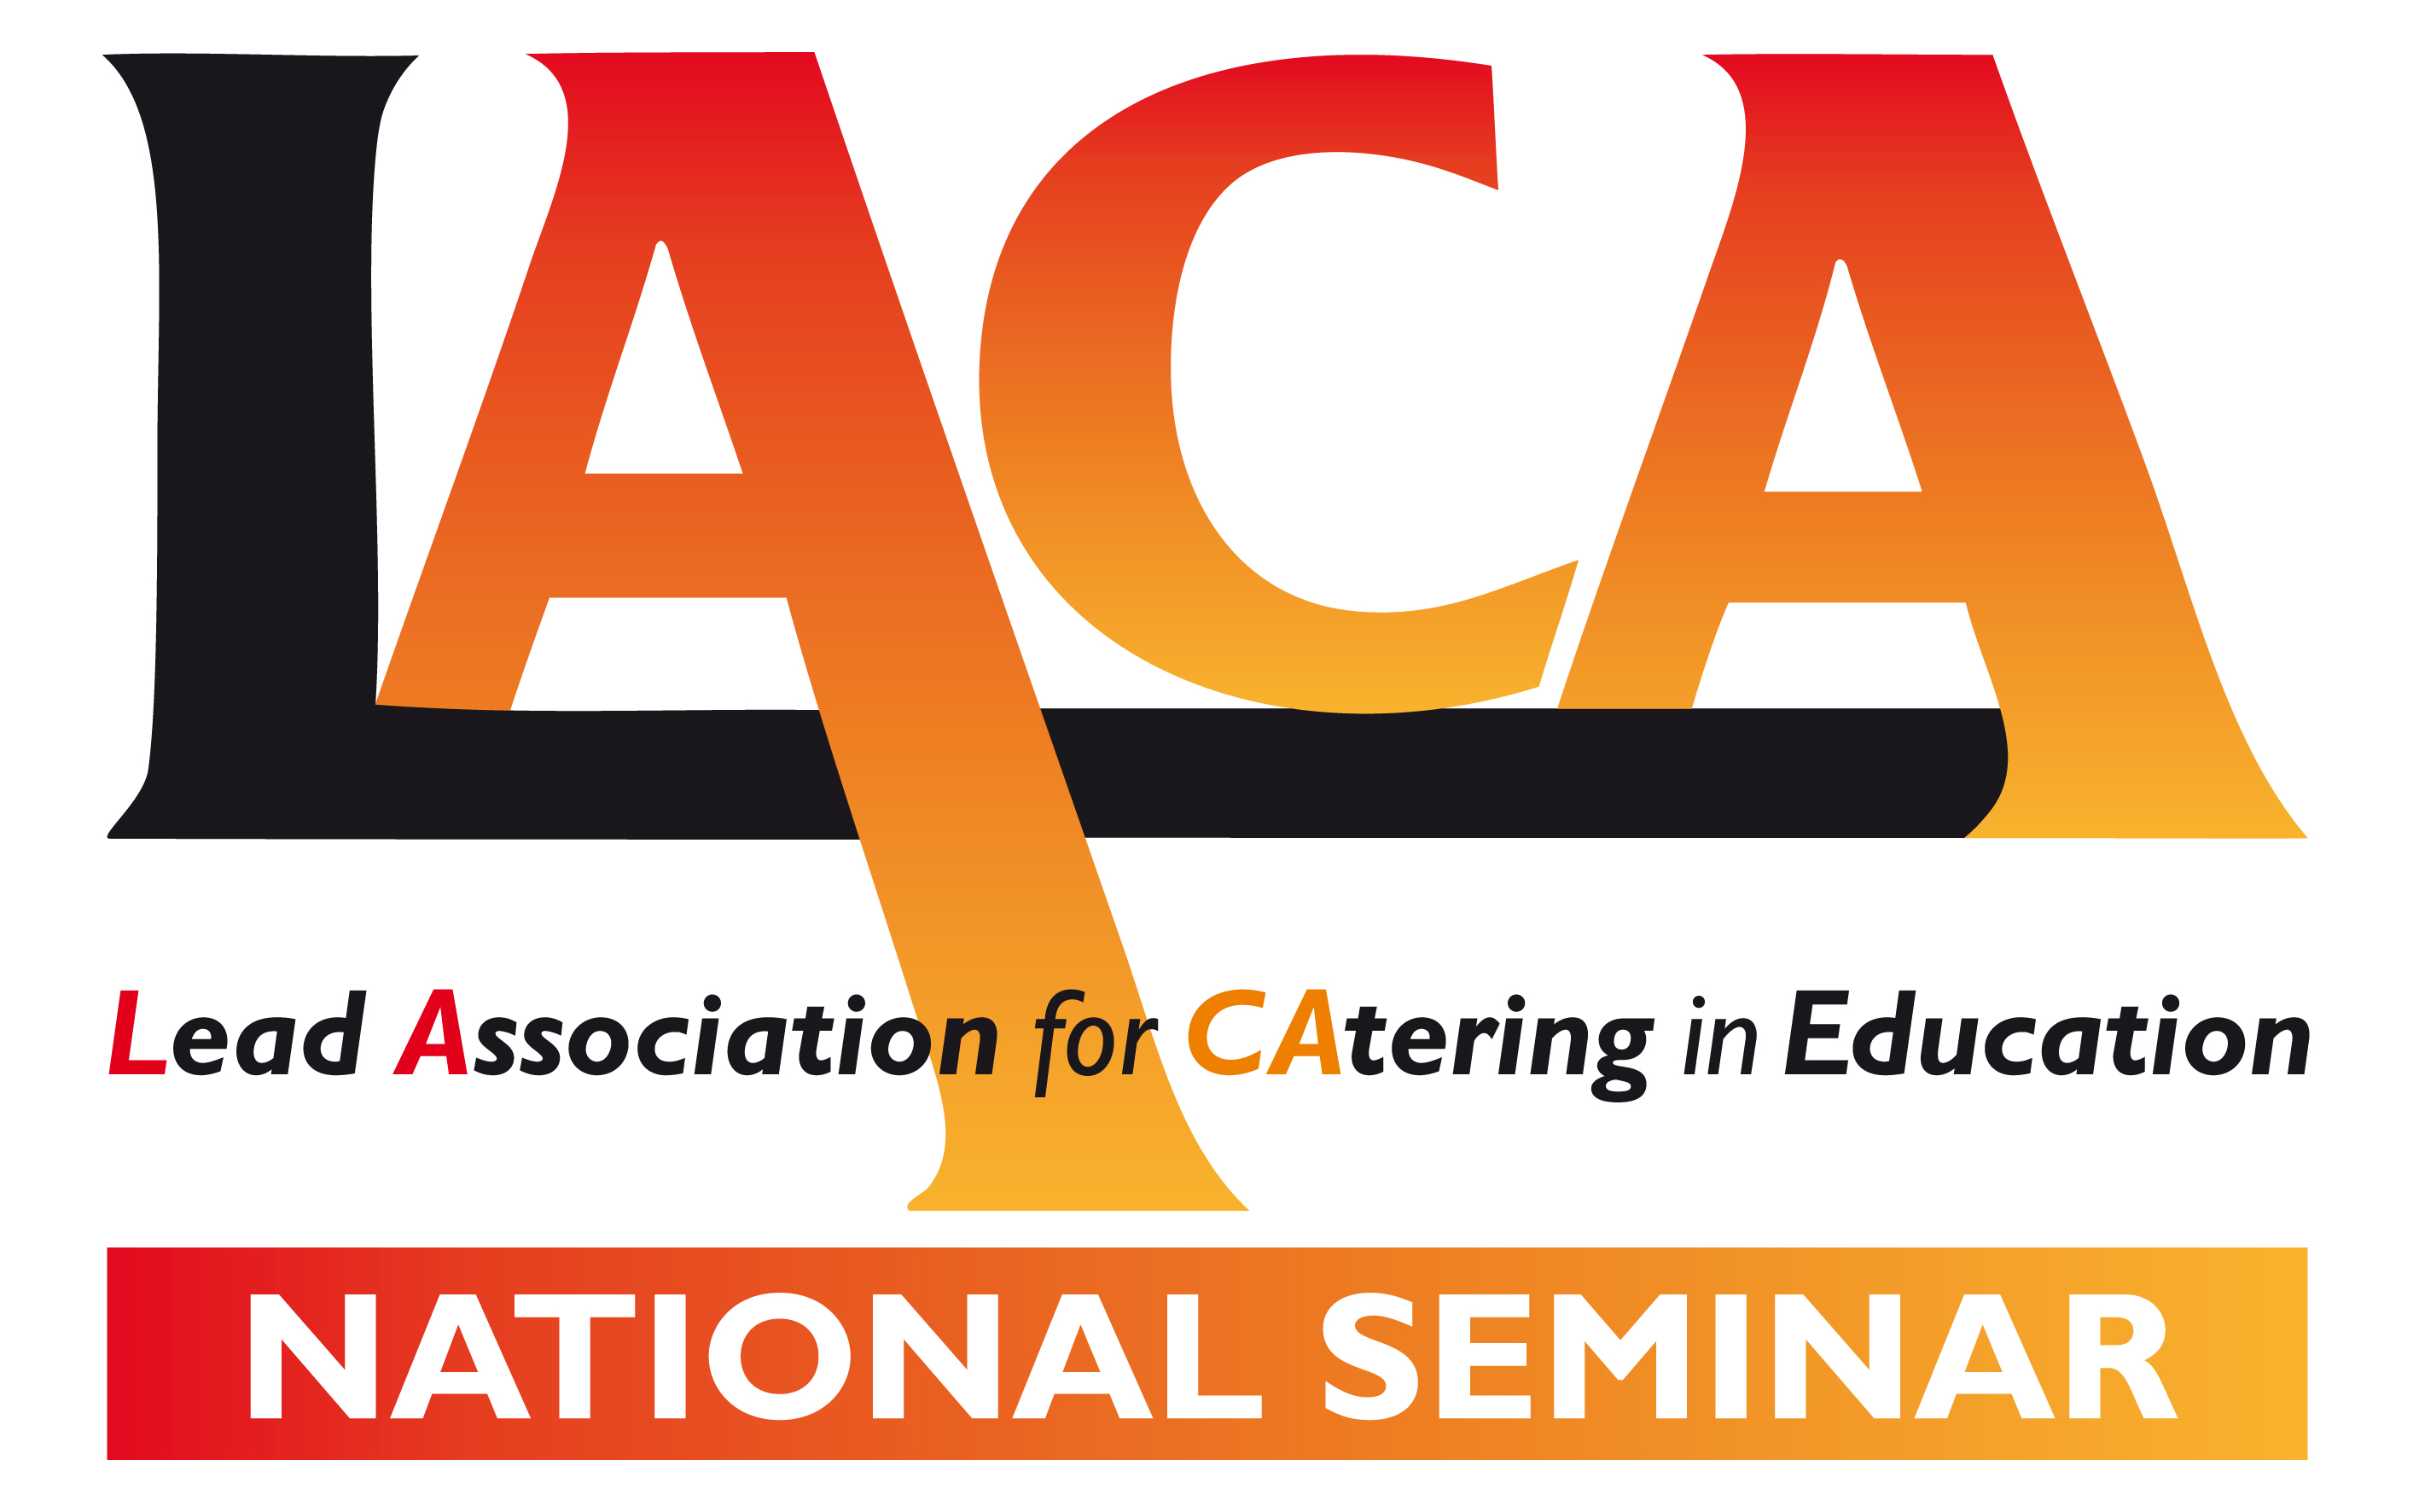 LACA
Lead Association for CAtering in Education
NATIONAL SEMINAR